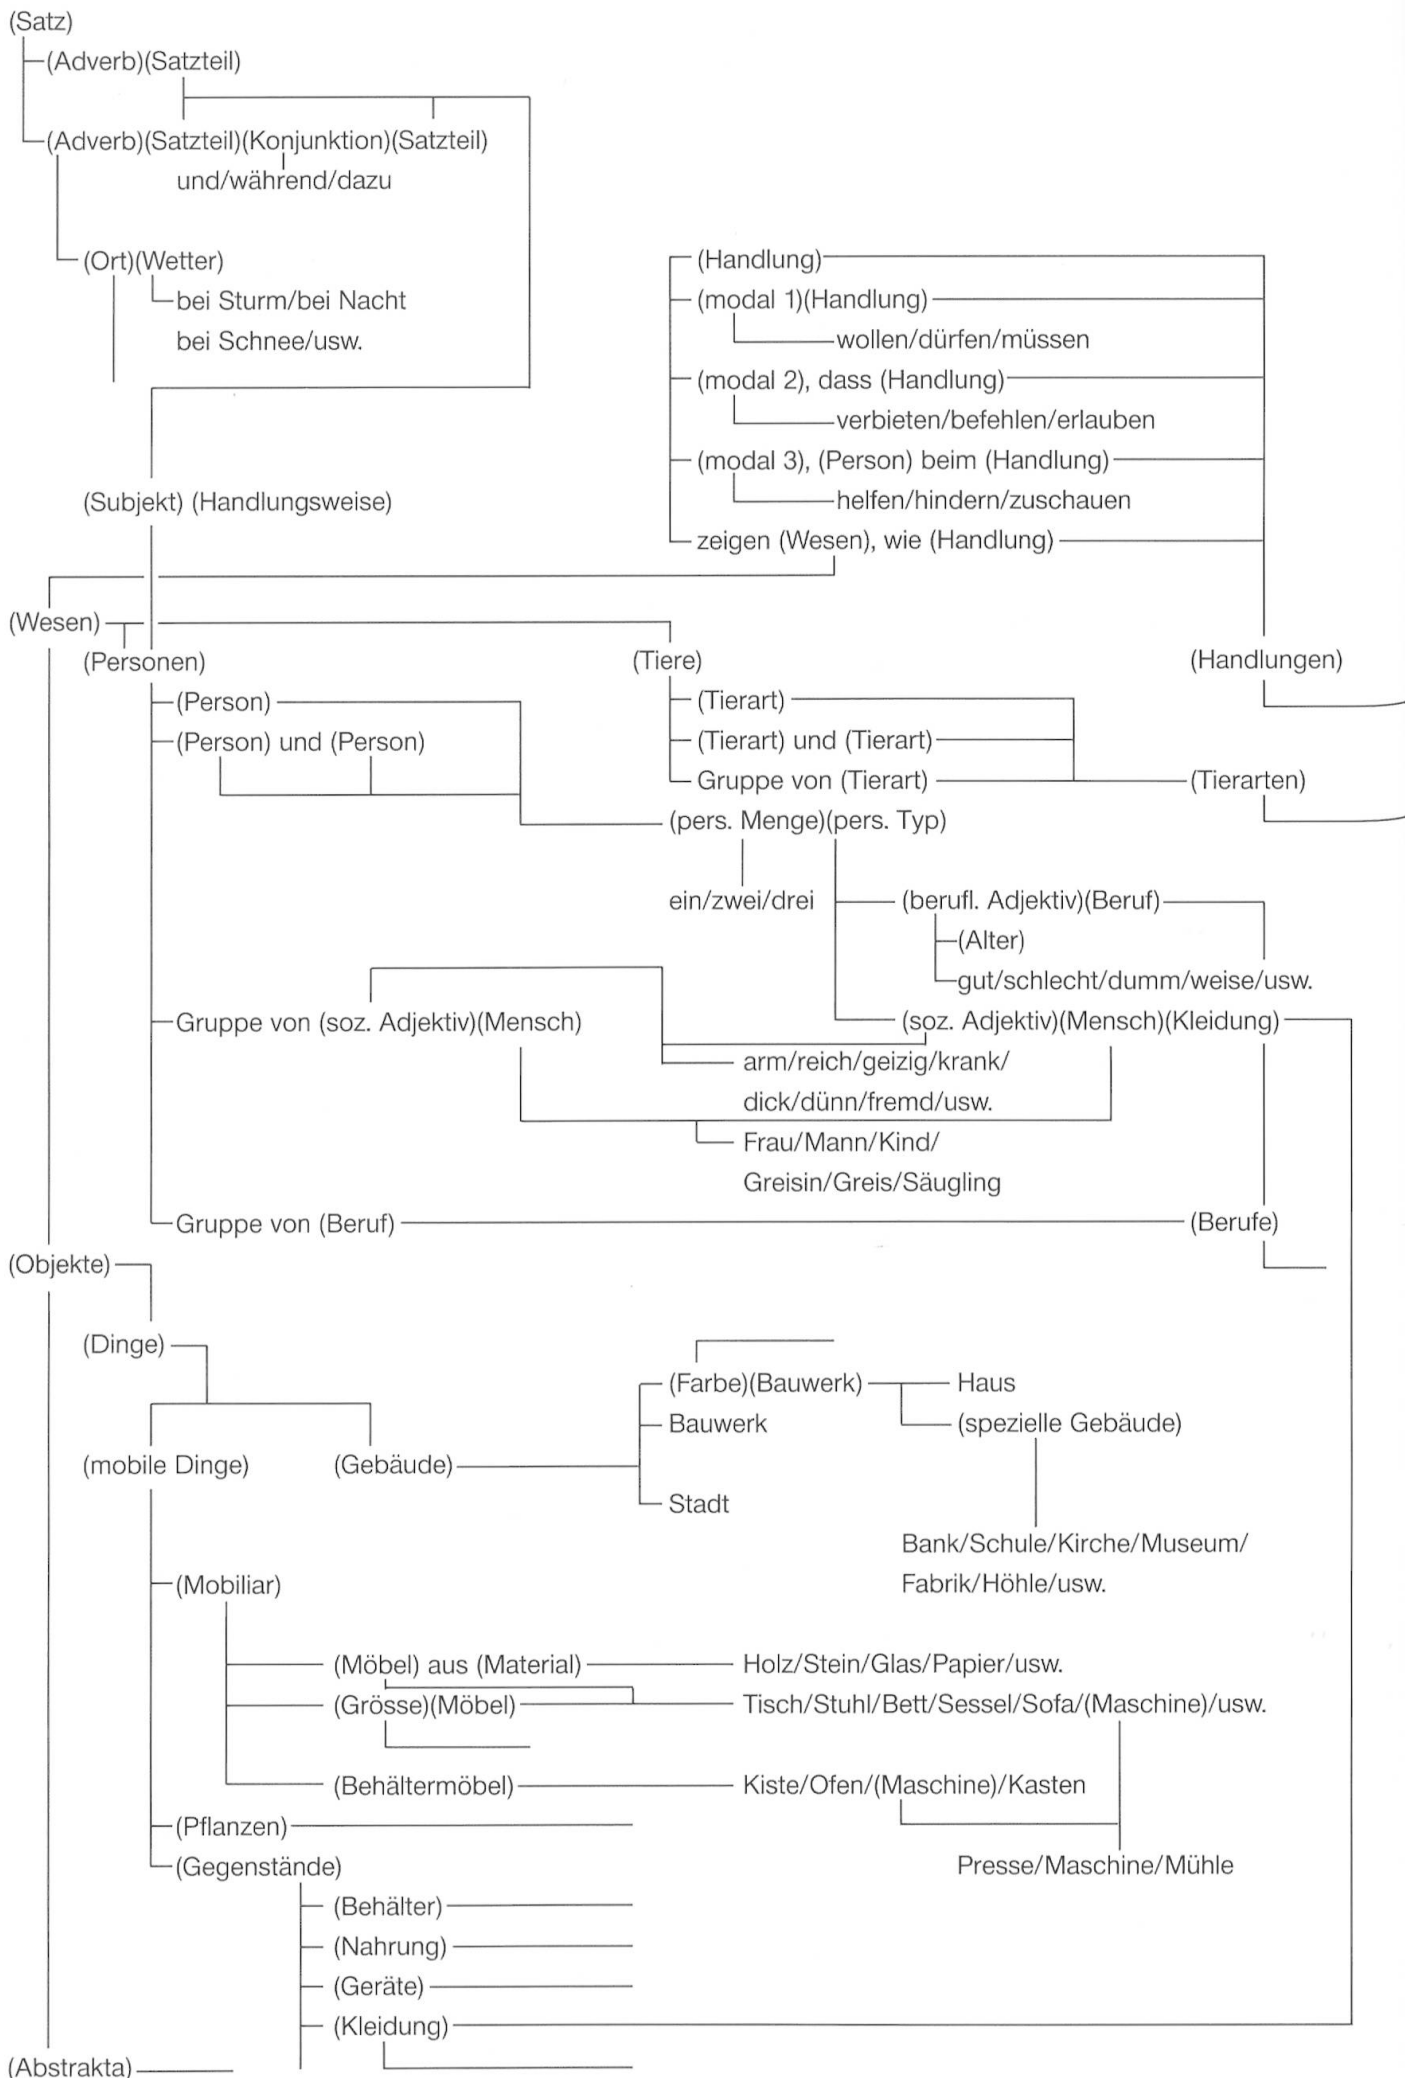 (Satz)
(Adverb)(Satzteil)
(Adverb)(Satzteil)(Konjunktion)(Satzteil)
und/während/dazu
(Ort)(Wetter)
bei Sturm/bei Nacht
bei Schnee/usw.
(Handlung)
(modal 1)(Handlung)
wollen/dürfen/müssen
(modal 2), dass (Handlung)
verbieten/befehlen/erlauben
(modal 3), (Person) beim (Handlung)
helfen/hindern/zuschauen
zeigen (Wesen), wie (Handlung)
(Subjekt) (Handlungsweise)
(Wesen)
(Personen)
(Tiere)
(Handlungen)
(Person)
(Person) und (Person)
(Tierart)
(Tierart) und (Tierart)
Gruppe von (Tierart)
(Tierarten)
(pers. Menge)(pers. Typ)
ein/zwei/drei
(berufl. Adjektiv)(Beruf)
(Alter)
gut/schlecht/dumm/weise/usw.
Gruppe von (soz. Adjektiv)(Mensch)
(soz. Adjektiv)(Mensch)(Kleidung)
arm/reich/geizig/krank/
dick/dünn/fremd/usw.
Frau/Mann/Kind/
Greisin/Greis/Säugling
Gruppe von (Beruf)
(Berufe)
(Objekte)
(Dinge)
(mobile Dinge)
(Gebäude)
(Farbe)(Bauwerk)
Haus
Bauwerk
(spezielle Gebäude)
Stadt
Bank/Schule/Kirche/Museum/
Fabrik/Höhle/usw.
(Mobiliar)
(Möbel) aus (Material)
Holz/Stein/Glas/Papier/usw.
(Grösse)(Möbel)
Tisch/Stuhl/Bett/Sessel/Sofa/(Maschine)/usw.
(Behältermöbel)
Kiste/Ofen/(Maschine)/Kasten
(Pflanzen)
(Gegenstände)
Presse/Maschine/Mühle
(Behälter)
(Nahrung)
(Geräte)
(Kleidung)
(Abstrakta)